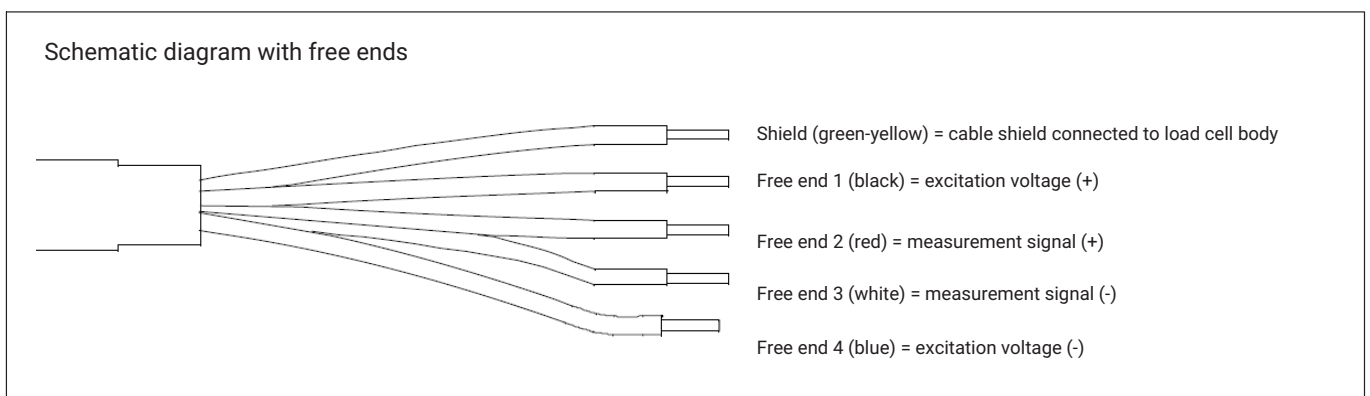 Schematic diagram with free ends
Shield (green-yellow) = cable shield connected to load cell body
Free end 1 (black) = excitation voltage (+)
Free end 2 (red) = measurement signal (+)
Free end 3 (white) = measurement signal (-)
Free end 4 (blue) = excitation voltage (-)